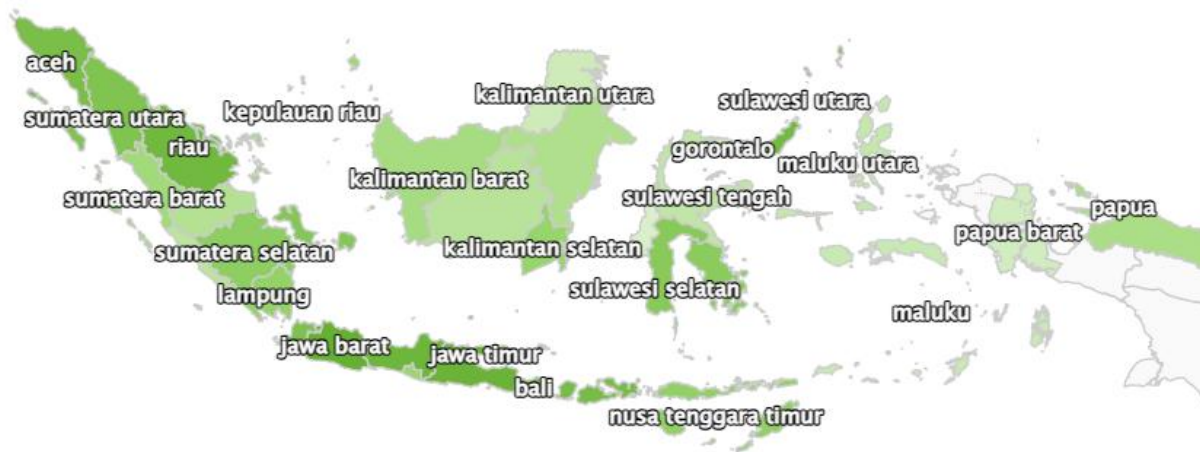 aceh
sumatera utara
riau
kepulauan riau
sumatera barat
sumatera selatan
lampung
jawa barat
jawa timur
bali
nusa tenggara timur
kalimantan utara
kalimantan barat
kalimantan selatan
sulawesi utara
gorontalo
maluku utara
sulawesi tengah
sulawesi selatan
maluku
papua barat
papua